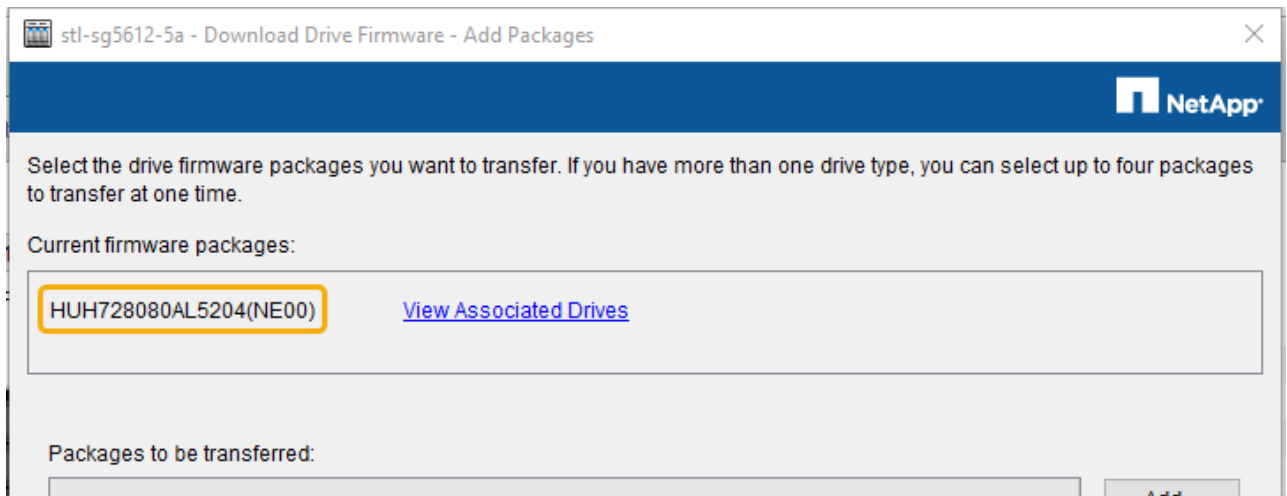 stl-sg5612-5a - Download Drive Firmware - Add Packages
NetApp
Select the drive firmware packages you want to transfer. If you have more than one drive type, you can select up to four packages
to transfer at one time.
Current firmware packages:
HUH728080AL5204(NE00) View Associated Drives
Packages to be transferred: